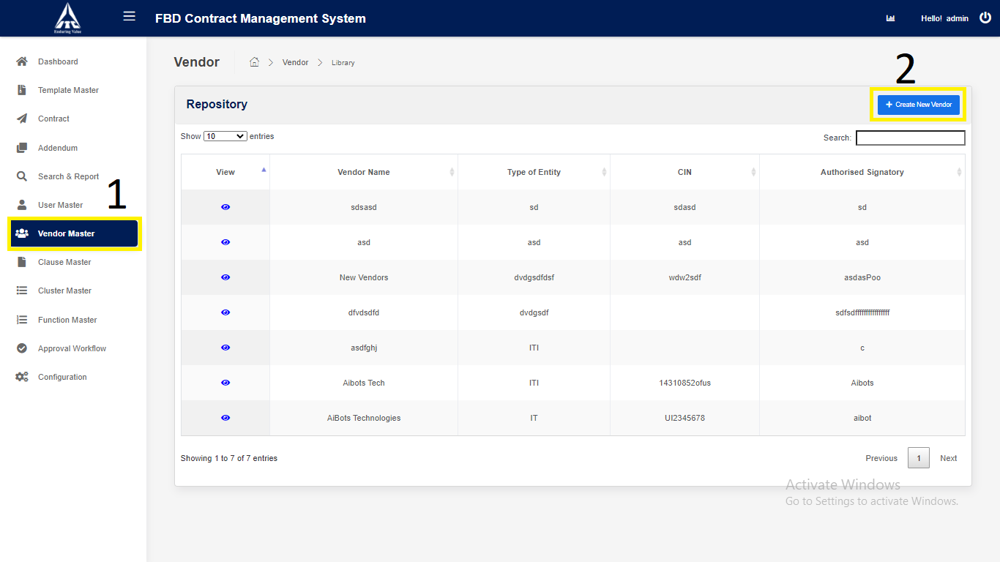 ITC
Enduring Value
FBD Contract Management System
Hello! admin
Dashboard
Template Master
Contract
Addendum
Search & Report
User Master
1
Vendor Master
Clause Master
Cluster Master
Function Master
Approval Workflow
Configuration
Vendor
Vendor
Library
2
Repository
+ Create New Vendor
Show 10 entries
Search:
View Vendor Name Type of Entity CIN Authorised Signatory
sdsasd sd sdasd sd
asd asd asd asd
New Vendors dvdgsdfdsf wdw2sdf asdasPoo
dfvdsdfd dvdgsdf
asdfghj ITI c
Aibots Tech ITI 14310852ofus Aibots
AiBots Technologies IT UI2345678 aibot
Showing 1 to 7 of 7 entries
Previous 1 Next
Activate Windows
Go to Settings to activate Windows.